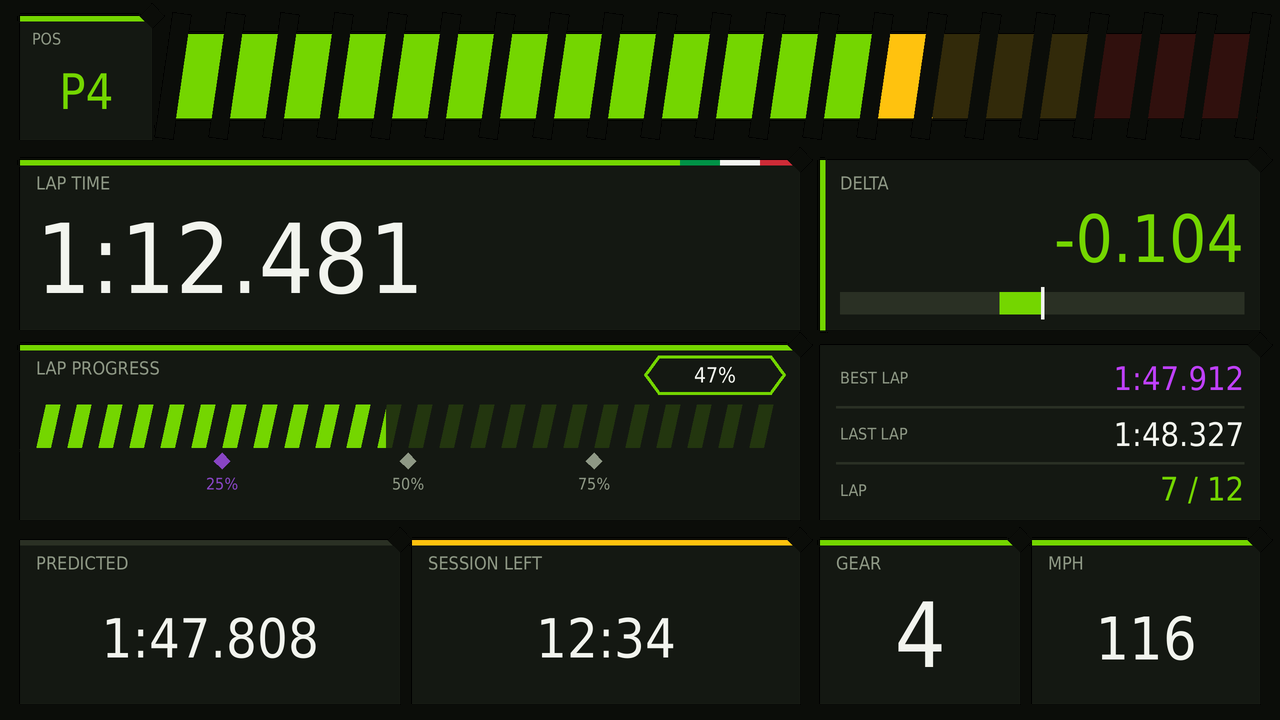 POS
P4
LAP TIME
1:12.481
DELTA
-0.104
LAP PROGRESS
47%
25%
50%
75%
BEST LAP
1:47.912
LAST LAP
1:48.327
LAP
7 / 12
PREDICTED
1:47.808
SESSION LEFT
12:34
GEAR
4
MPH
116